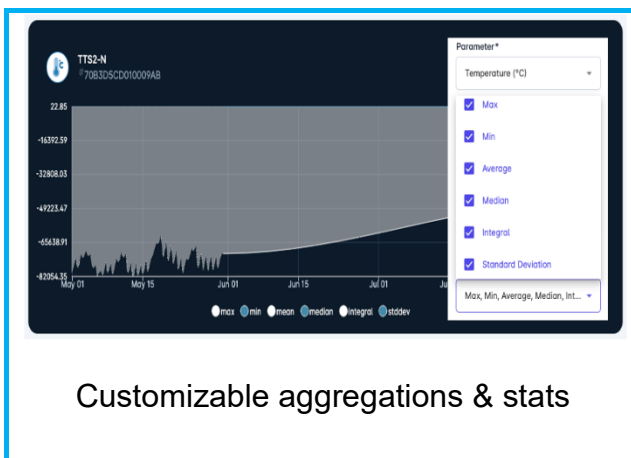 TTS2-N
#70B3D5CD010009AB
Parameter*
Temperature (°C)
Max
Min
Average
Median
Integral
Standard Deviation
Max, Min, Average, Median, Int...
22.85
-16392.59
-32808.03
-49223.47
-65638.91
-82054.35
May 01
May 15
Jun 01
Jun 15
Jul 01
Ju
max
min
mean
median
integral
stddev
Customizable aggregations & stats